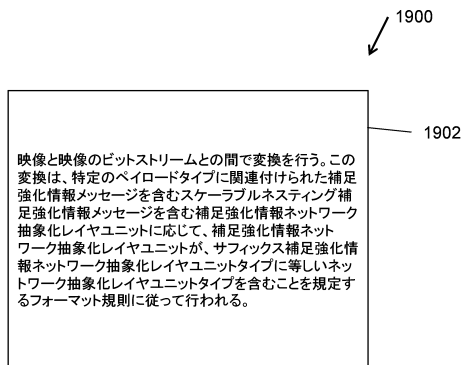 1900
1902
映像と映像のビットストリームとの間で変換を行う。この
変換は、特定のペイロードタイプに関連付けられた補足
強化情報メッセージを含むスケーラブルネスティング補
足強化情報メッセージを含む補足強化情報ネットワーク
抽象化レイヤユニットに応じて、補足強化情報ネット
ワーク抽象化レイヤユニットが、サフィックス補足強化情
報ネットワーク抽象化レイヤユニットタイプに等しいネッ
トワーク抽象化レイヤユニットタイプを含むことを規定す
るフォーマット規則に従って行われる。